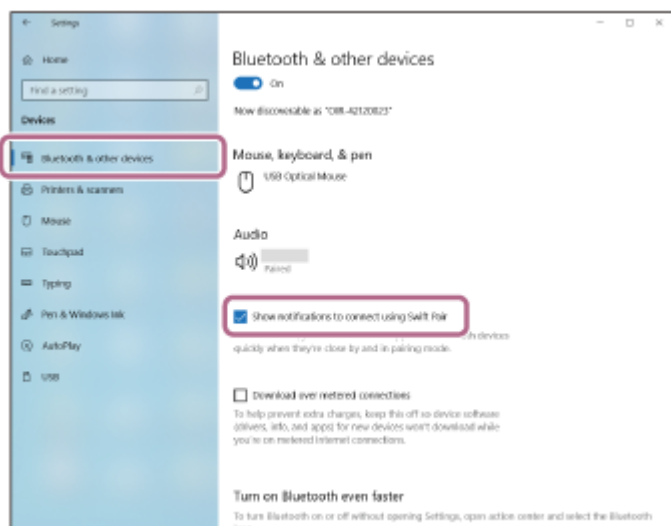 Settings
Home
Find a setting
Devices
Bluetooth & other devices
Printers & scanners
Mouse
Touchpad
Typing
Pen & Windows Ink
AutoPlay
USB
Bluetooth & other devices
On
Now discoverable as
Mouse, keyboard, & pen
USB Optical Mouse
Audio
Paired
Show notifications to connect using Swift Pair
devices
quickly when they're close by and in pairing mode.
Download over metered connections
To help prevent extra charges, keep this off so device software
(drivers, info, and apps) for new devices won't download while
you're on metered Internet connections.
Turn on Bluetooth even faster
To turn Bluetooth on or off without opening Settings, open action center and select the Bluetooth